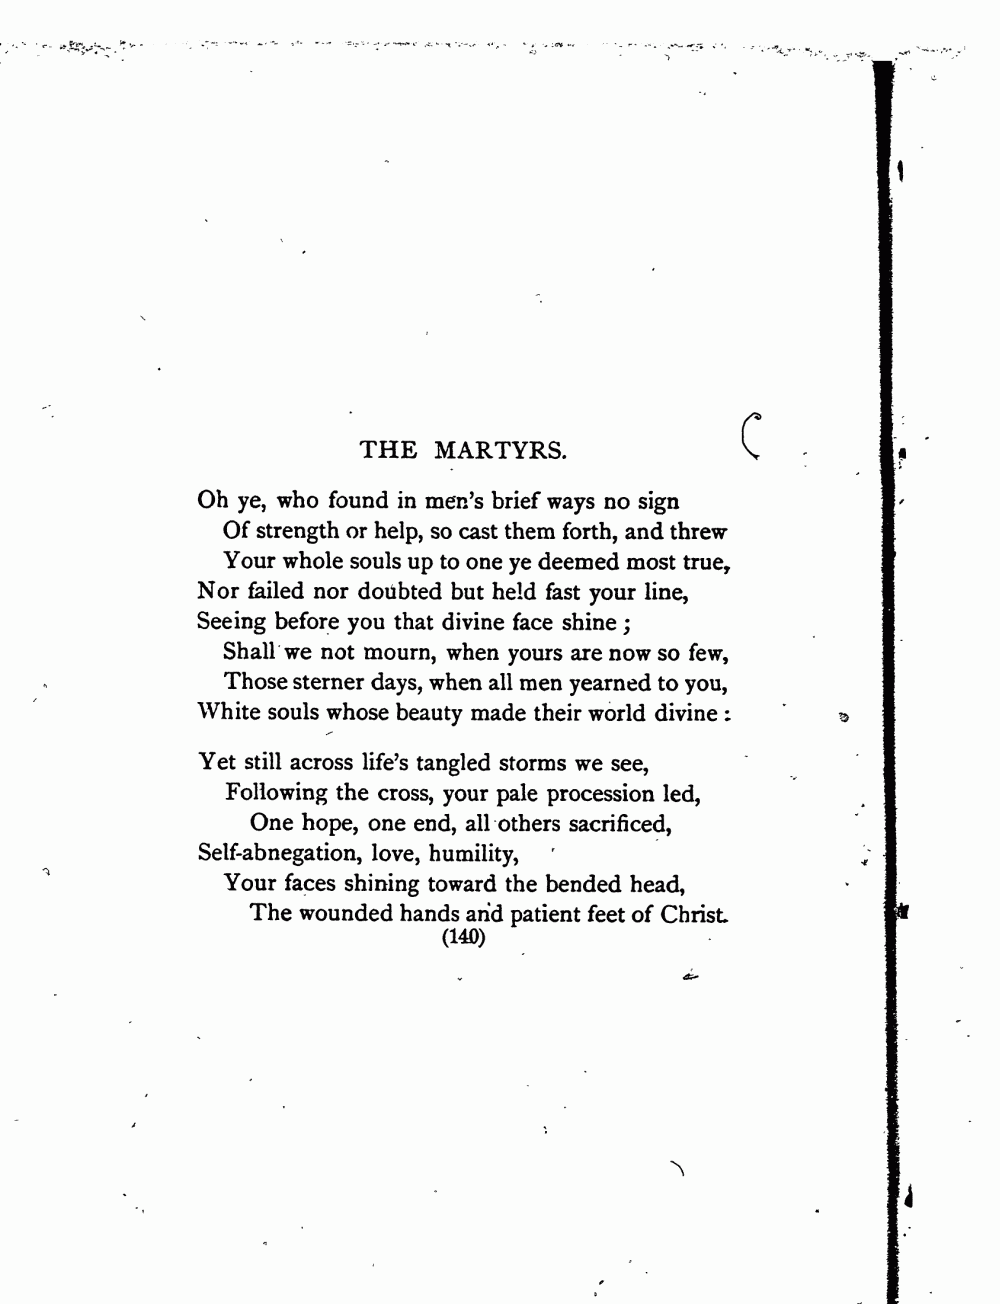 THE MARTYRS.
Oh ye, who found in men's brief ways no sign
Of strength or help, so cast them forth, and threw
Your whole souls up to one ye deemed most true,
Nor failed nor doubted but held fast your line,
Seeing before you that divine face shine ;
Shall we not mourn, when yours are now so few,
Those sterner days, when all men yearned to you,
White souls whose beauty made their world divine :
Yet still across life's tangled storms we see,
Following the cross, your pale procession led,
One hope, one end, all others sacrificed,
Self-abnegation, love, humility,
Your faces shining toward the bended head,
The wounded hands and patient feet of Christ.
(140)